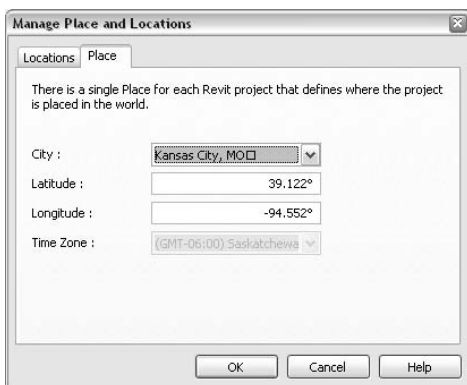 Manage Place and Locations
Locations Place
There is a single Place for each Revit project that defines where the project
is placed in the world.
City : Kansas City, MO□
Latitude : 39.122°
Longitude : -94.552°
Time Zone : (GMT-06:00) Saskatchewa
OK Cancel Help